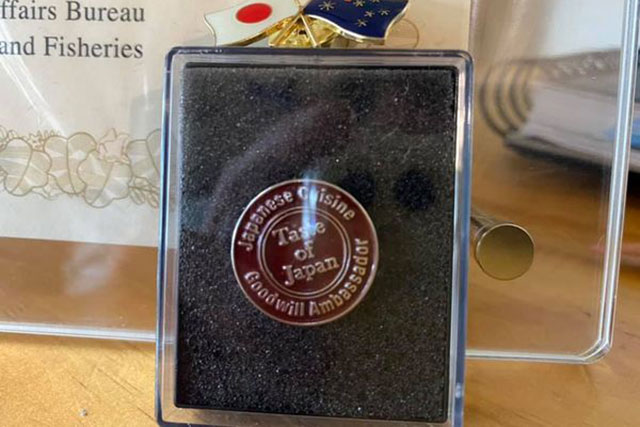 ffairs Bureau
and Fisheries
Japanese Cuisine
Taste
of
Japan
Goodwill Ambassador